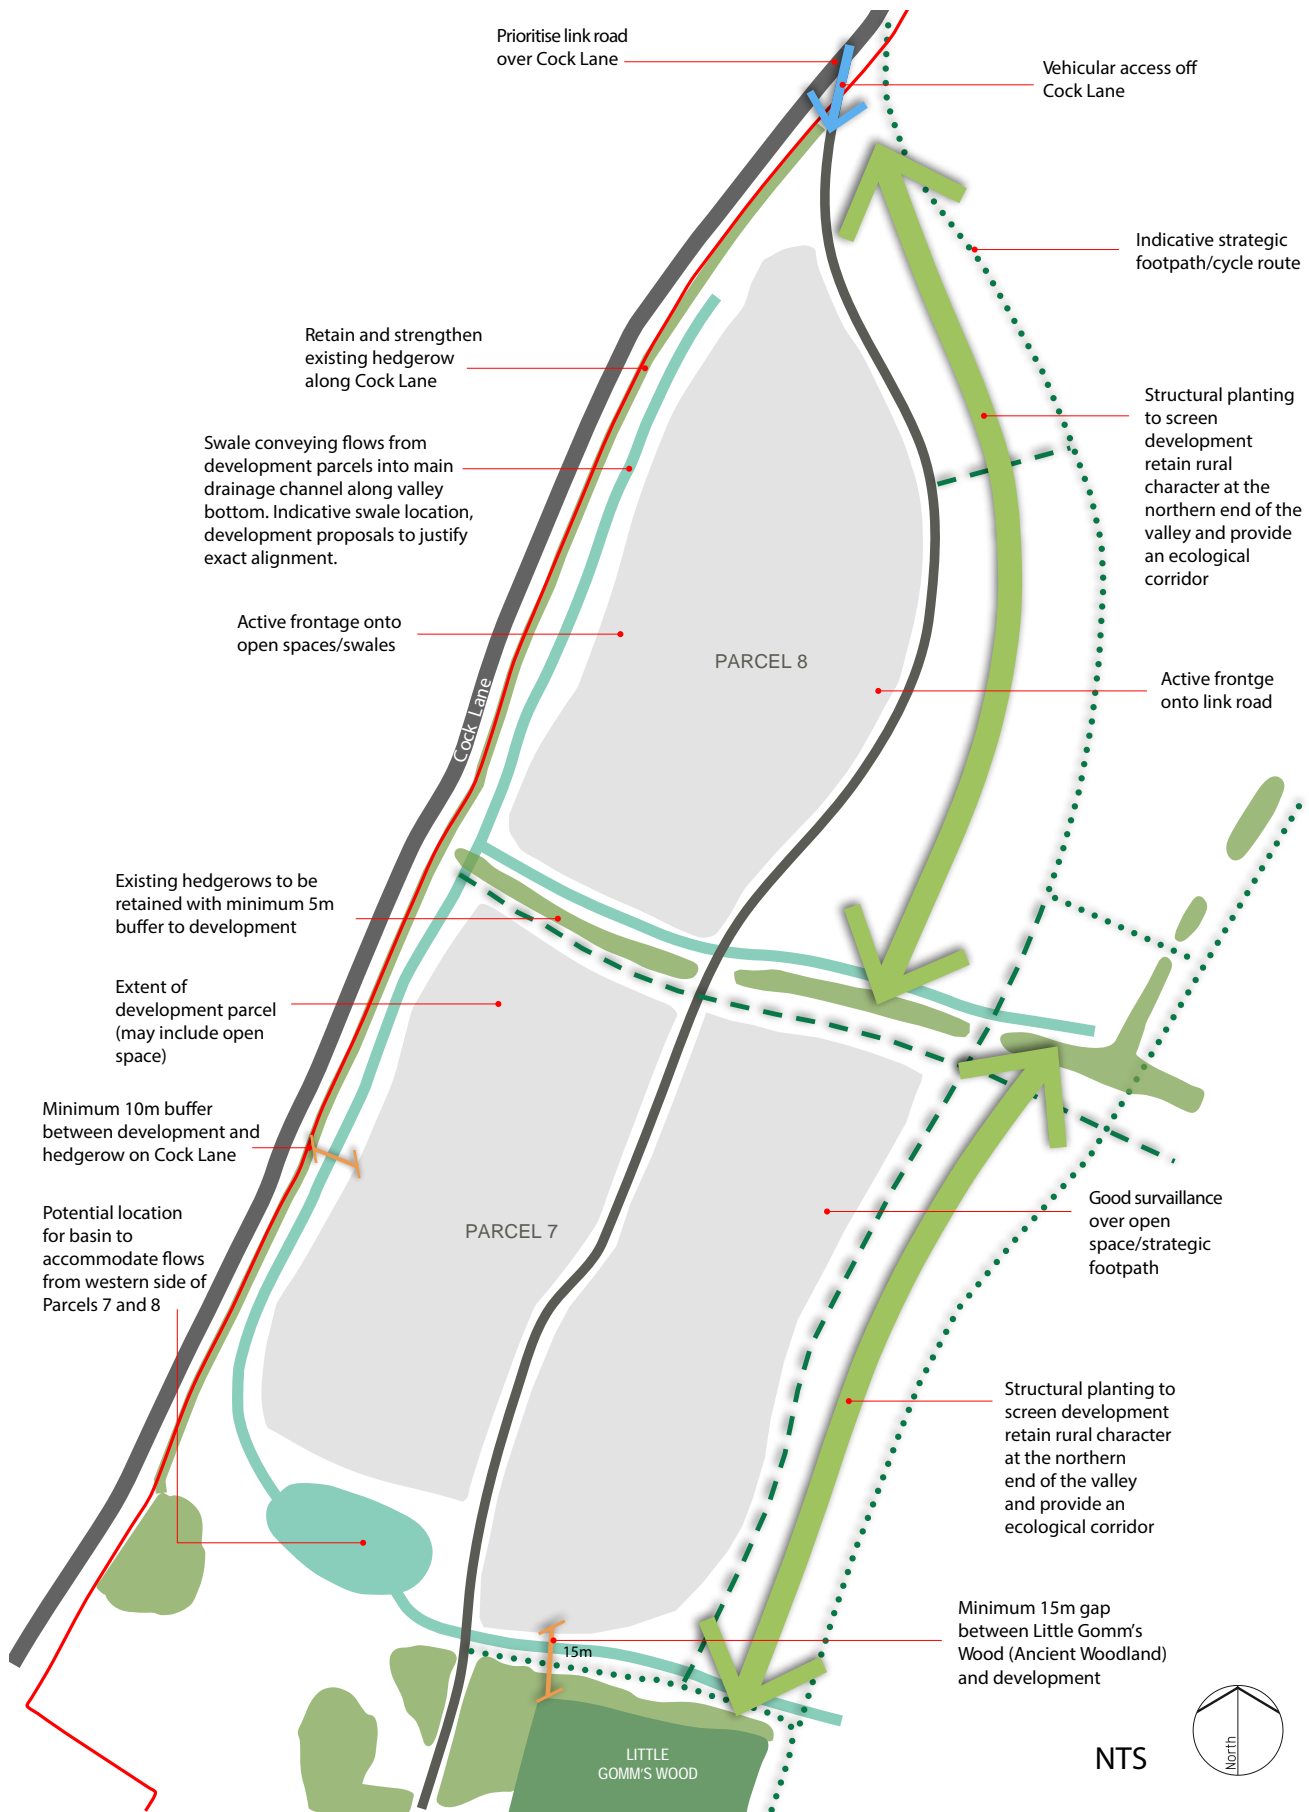 Prioritise link road
over Cock Lane
Vehicular access off
Cock Lane
Indicative strategic
footpath/cycle route
Retain and strengthen
existing hedgerow
along Cock Lane
Structural planting
to screen
development
retain rural
character at the
northern end of the
valley and provide
an ecological
corridor
Swale conveying flows from
development parcels into main
drainage channel along valley
bottom. Indicative swale location,
development proposals to justify
exact alignment.
Active frontage onto
open spaces/swales
PARCEL 8
Active frontge
onto link road
Cock Lane
Existing hedgerows to be
retained with minimum 5m
buffer to development
Extent of
development parcel
(may include open
space)
Minimum 10m buffer
between development and
hedgerow on Cock Lane
Potential location
for basin to
accommodate flows
from western side of
Parcels 7 and 8
PARCEL 7
Good survaillance
over open
space/strategic
footpath
Structural planting to
screen development
retain rural character
at the northern
end of the valley
and provide an
ecological corridor
Minimum 15m gap
between Little Gomm's
Wood (Ancient Woodland)
and development
15m
LITTLE
GOMM'S WOOD
NTS
North